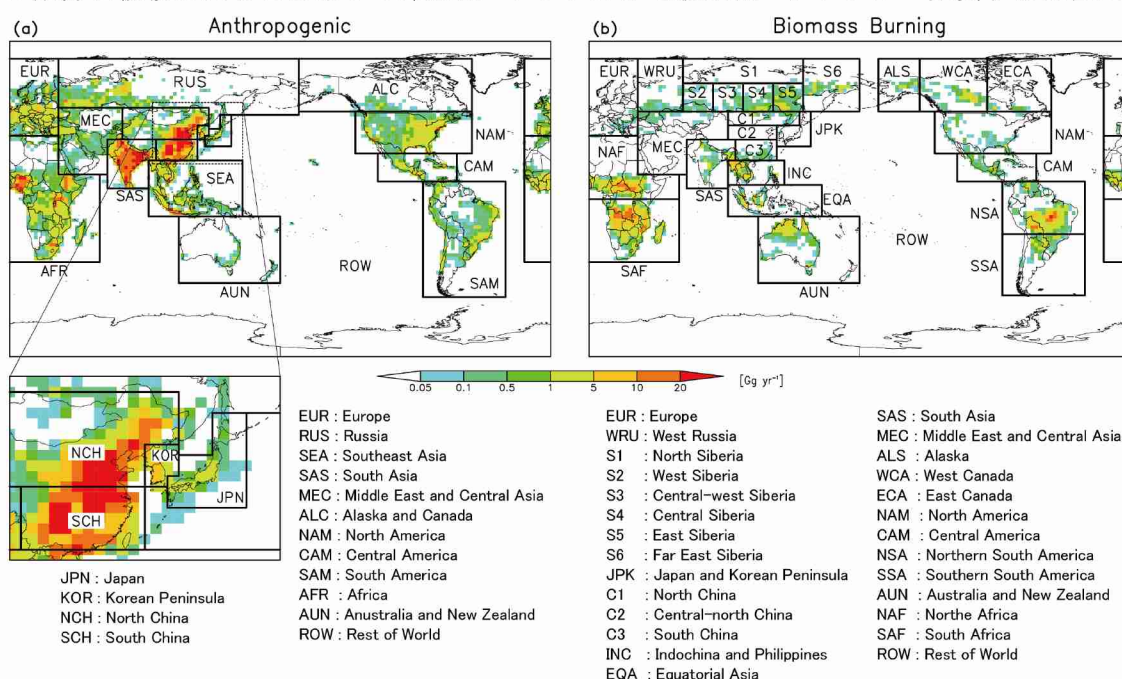 (a) Anthropogenic
(b) Biomass Burning
EUR
RUS
MEC
ALC
NAM
CAM
SEA
SAS
AFR
ROW
AUN
SAM
EUR
WRU
S1
S6
S2
S3
S4
S5
ALS
WCA
ECA
C1
C2
C3
JPK
MEC
NAF
NAM
CAM
INC
SAS
EQA
NSA
ROW
SAF
SSA
AUN
0.05 0.1 0.5 1 5 10 20 [Gg yr⁻¹]
NCH
KOR
JPN
SCH
JPN : Japan
KOR : Korean Peninsula
NCH : North China
SCH : South China
EUR : Europe
RUS : Russia
SEA : Southeast Asia
SAS : South Asia
MEC : Middle East and Central Asia
ALC : Alaska and Canada
NAM : North America
CAM : Central America
SAM : South America
AFR : Africa
AUN : Anustralia and New Zealand
ROW : Rest of World
EUR : Europe
WRU : West Russia
S1 : North Siberia
S2 : West Siberia
S3 : Central-west Siberia
S4 : Central Siberia
S5 : East Siberia
S6 : Far East Siberia
JPK : Japan and Korean Peninsula
C1 : North China
C2 : Central-north China
C3 : South China
INC : Indochina and Philippines
EQA : Equatorial Asia
SAS : South Asia
MEC : Middle East and Central Asia
ALS : Alaska
WCA : West Canada
ECA : East Canada
NAM : North America
CAM : Central America
NSA : Northern South America
SSA : Southern South America
AUN : Australia and New Zealand
NAF : Northe Africa
SAF : South Africa
ROW : Rest of World